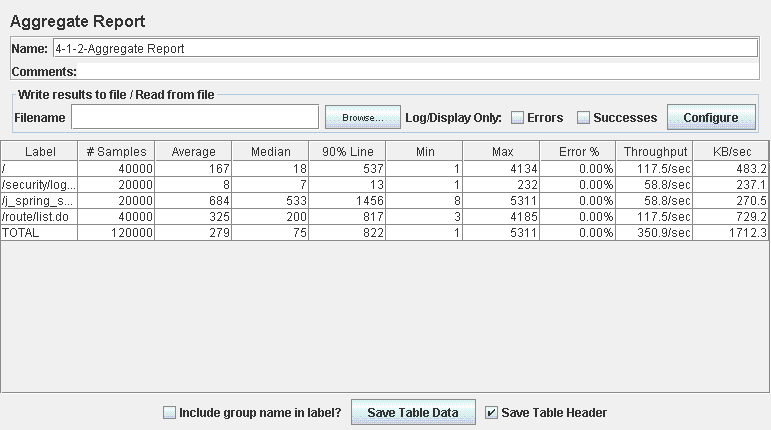 Aggregate Report
Name: 4-1-2-Aggregate Report
Comments:
Write results to file / Read from file
Filename Browse... Log/Display Only: Errors Successes Configure
Label # Samples Average Median 90% Line Min Max Error % Throughput KB/sec
/ 40000 167 18 537 1 4134 0.00% 117.5/sec 483.2
/security/log... 20000 8 7 13 1 232 0.00% 58.8/sec 237.1
/j_spring_s... 20000 684 533 1456 8 5311 0.00% 58.8/sec 270.5
/route/list.do 40000 325 200 817 3 4185 0.00% 117.5/sec 729.2
TOTAL 120000 279 75 822 1 5311 0.00% 350.9/sec 1712.3
Include group name in label? Save Table Data Save Table Header